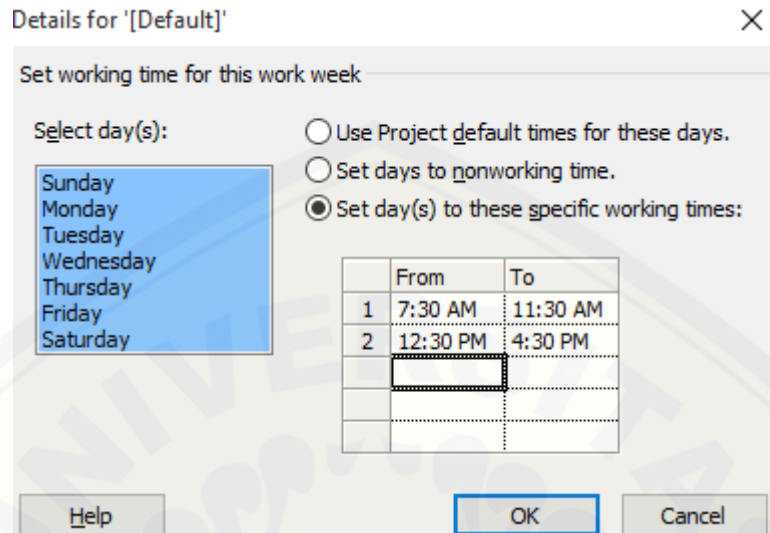 Details for '[Default]'
Set working time for this work week
Select day(s):
Sunday
Monday
Tuesday
Wednesday
Thursday
Friday
Saturday
Use Project default times for these days.
Set days to nonworking time.
Set day(s) to these specific working times:
From To
1 7:30 AM 11:30 AM
2 12:30 PM 4:30 PM
Help OK Cancel
UNIVERSITA